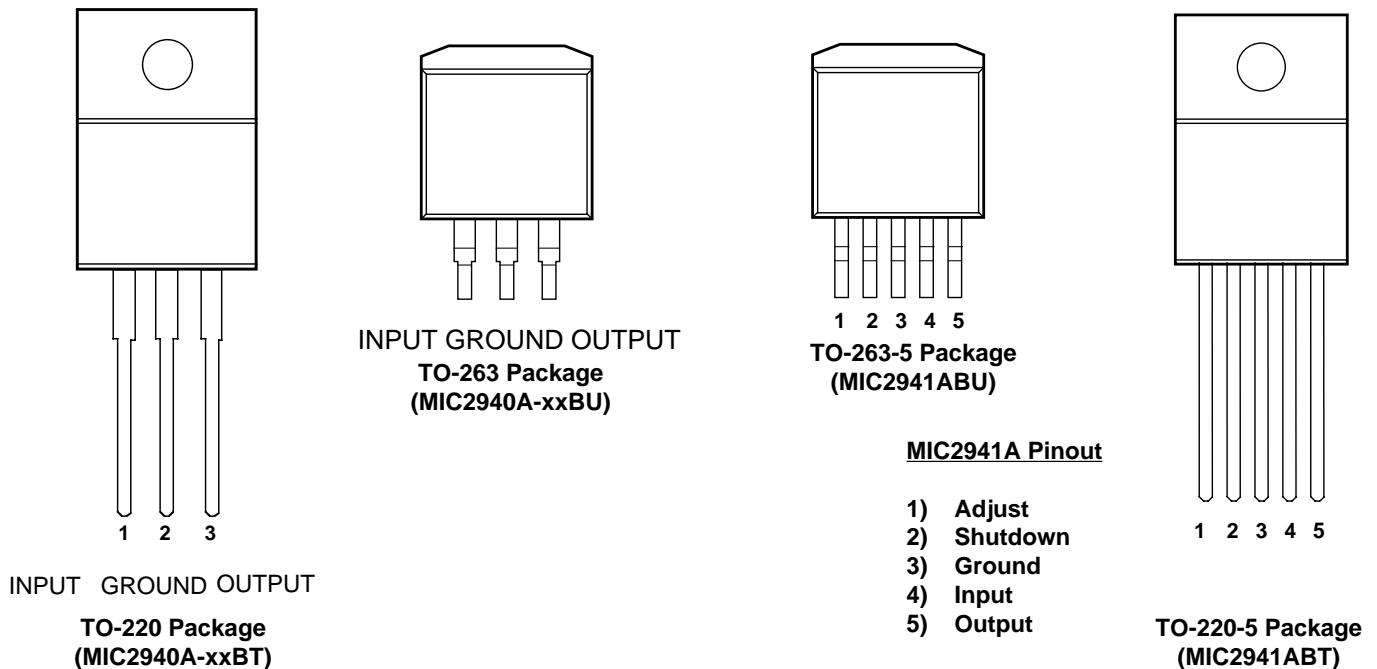 1 2 3
INPUT GROUND OUTPUT
TO-220 Package
(MIC2940A-xxBT)
INPUT GROUND OUTPUT
TO-263 Package
(MIC2940A-xxBU)
1 2 3 4 5
TO-263-5 Package
(MIC2941ABU)
MIC2941A Pinout
1) Adjust
2) Shutdown
3) Ground
4) Input
5) Output
1 2 3 4 5
TO-220-5 Package
(MIC2941ABT)